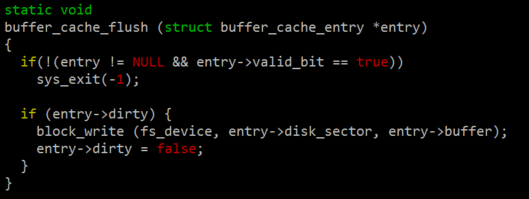 static void
buffer_cache_flush (struct buffer_cache_entry *entry)
{
  if(!(entry != NULL && entry->valid_bit == true))
    sys_exit(-1);

  if (entry->dirty) {
    block_write (fs_device, entry->disk_sector, entry->buffer);
    entry->dirty = false;
  }
}